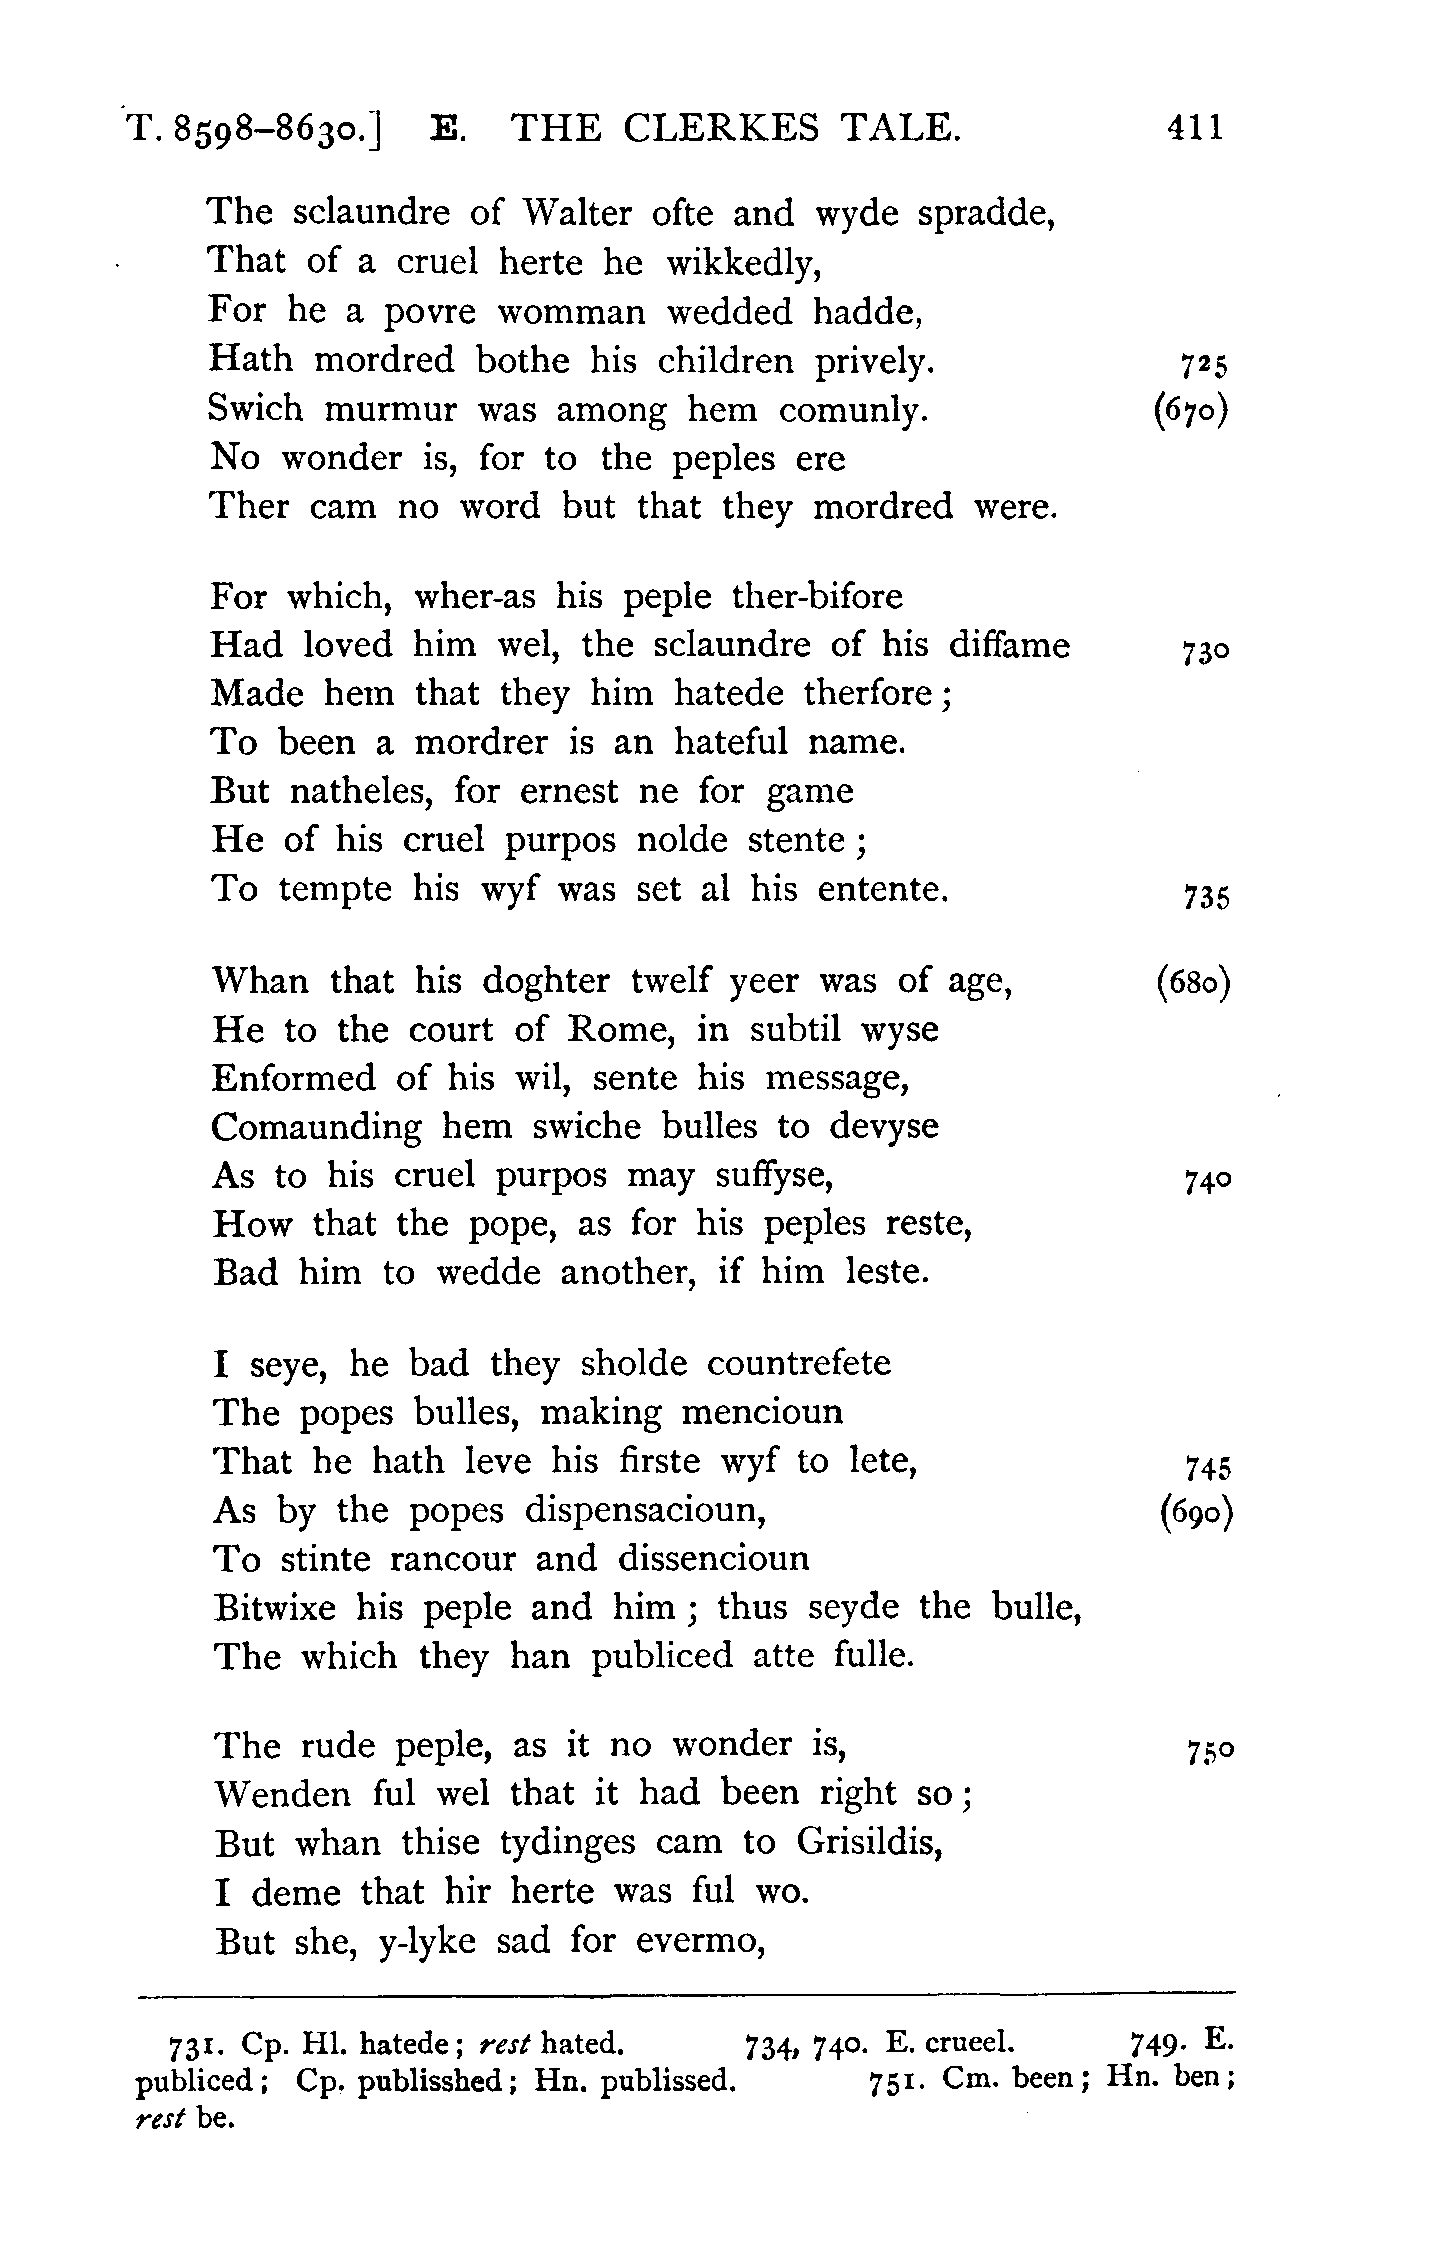 T. 8598–8630.] E. THE CLERKES TALE. 411
The sclaundre of Walter ofte and wyde spradde,
That of a cruel herte he wikkedly,
For he a povre womman wedded hadde,
Hath mordred bothe his children prively. 725
Swich murmur was among hem comunly. (670)
No wonder is, for to the peples ere
Ther cam no word but that they mordred were.
For which, wher-as his peple ther-bifore
Had loved him wel, the sclaundre of his diffame 730
Made hem that they him hatede therfore ;
To been a mordrer is an hateful name.
But natheles, for ernest ne for game
He of his cruel purpos nolde stente ;
To tempte his wyf was set al his entente. 735
Whan that his doghter twelf yeer was of age, (680)
He to the court of Rome, in subtil wyse
Enformed of his wil, sente his message,
Comaunding hem swiche bulles to devyse
As to his cruel purpos may suffyse, 740
How that the pope, as for his peples reste,
Bad him to wedde another, if him leste.
I seye, he bad they sholde countrefete
The popes bulles, making mencioun
That he hath leve his firste wyf to lete, 745
As by the popes dispensacioun, (690)
To stinte rancour and dissencioun
Bitwixe his peple and him ; thus seyde the bulle,
The which they han publiced atte fulle.
The rude peple, as it no wonder is, 750
Wenden ful wel that it had been right so ;
But whan thise tydinges cam to Grisildis,
I deme that hir herte was ful wo.
But she, y-lyke sad for evermo,
731. Cp. Hl. hatede ; rest hated. 734, 740. E. crueel. 749. E.
publiced ; Cp. publisshed ; Hn. publissed. 751. Cm. been ; Hn. ben ;
rest be.